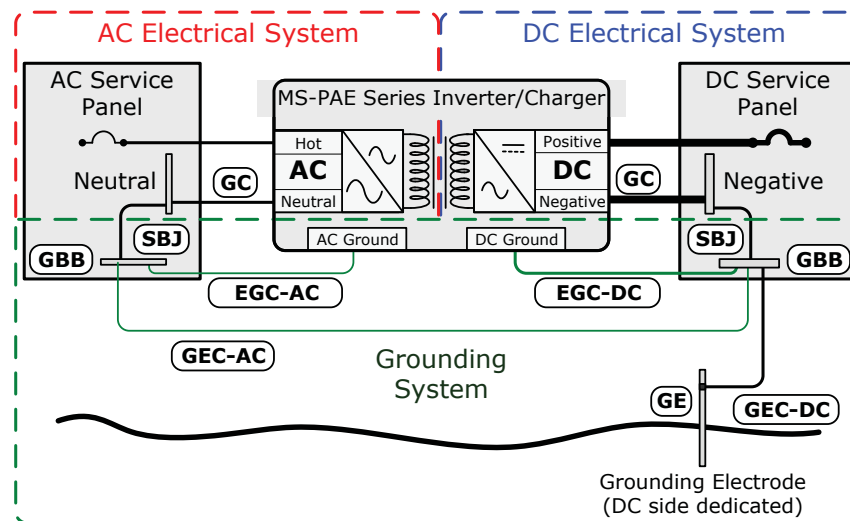 AC Electrical System
DC Electrical System
AC Service
Panel
MS-PAE Series Inverter/Charger
DC Service
Panel
Hot
AC
Neutral
Positive
DC
Negative
Neutral
GC
GC
Negative
SBJ
AC Ground
DC Ground
SBJ
GBB
GBB
EGC-AC
EGC-DC
GEC-AC
Grounding
System
GE
GEC-DC
Grounding Electrode
(DC side dedicated)